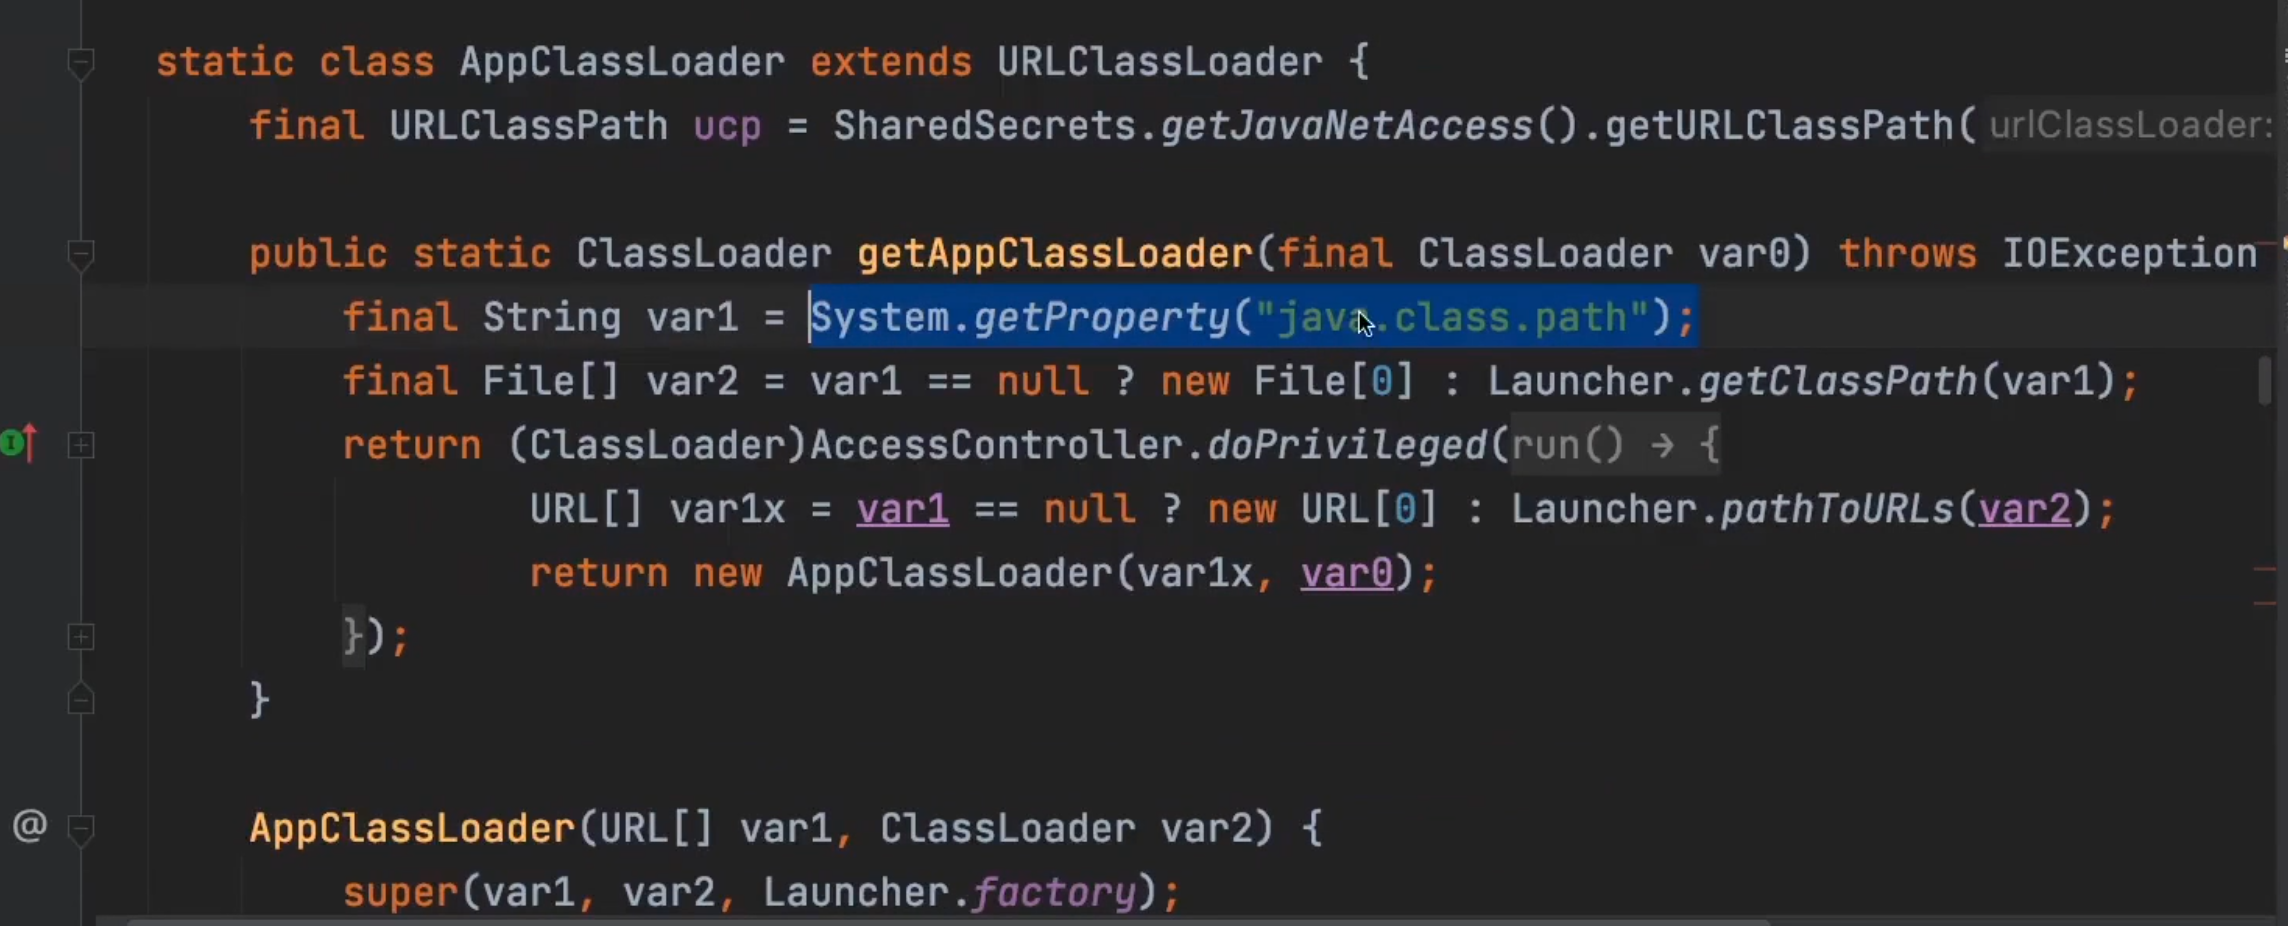 static class AppClassLoader extends URLClassLoader {
final URLClassPath ucp = SharedSecrets.getJavaNetAccess().getURLClassPath( urlClassLoader:
public static ClassLoader getAppClassLoader(final ClassLoader var0) throws IOException
final String var1 = System.getProperty("java.class.path");
final File[] var2 = var1 == null ? new File[0] : Launcher.getClassPath(var1);
return (ClassLoader)AccessController.doPrivileged(run() → {
URL[] var1x = var1 == null ? new URL[0] : Launcher.pathToURLs(var2);
return new AppClassLoader(var1x, var0);
});
}
@ AppClassLoader(URL[] var1, ClassLoader var2) {
super(var1, var2, Launcher.factory);